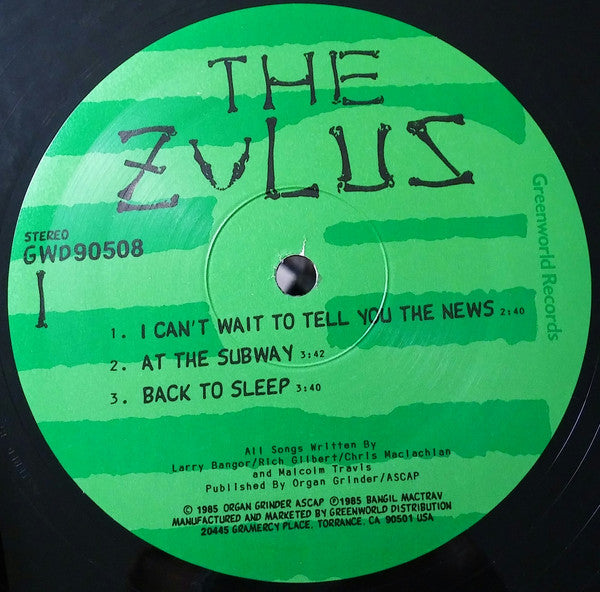 THE
ZULUS
STEREO
GWD90508
I
Greenworld Records
1. I CAN'T WAIT TO TELL YOU THE NEWS 2:40
2. AT THE SUBWAY 3:42
3. BACK TO SLEEP 3:40
All Songs Written By
Larry Bangor/Rich Gilbert/Chris Maclachlan
and Malcolm Travis
Published By Organ Grinder/ASCAP
© 1985 ORGAN GRINDER ASCAP ℗1985 BANGIL MACTRAV
MANUFACTURED AND MARKETED BY GREENWORLD DISTRIBUTION
20445 GRAMERCY PLACE, TORRANCE, CA 90501 USA